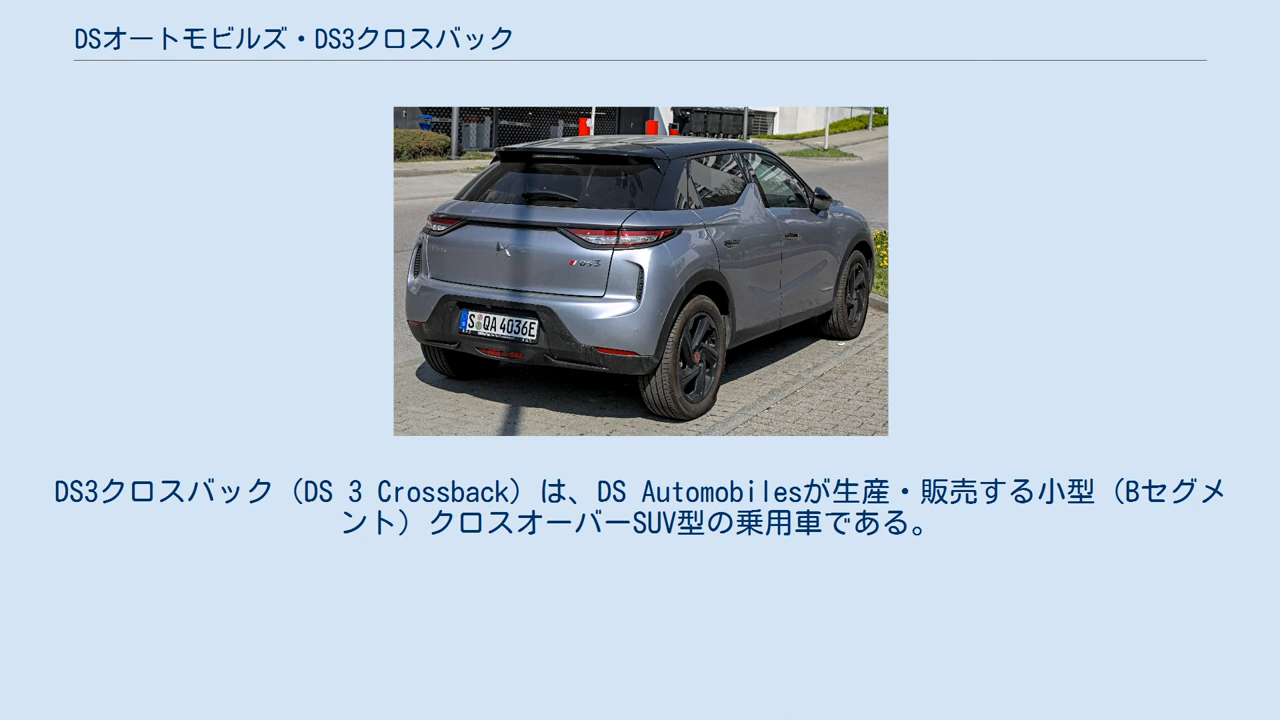 DSオートモビルズ・DS3クロスバック
DS3
S QA 4036E
DS3クロスバック（DS 3 Crossback）は、DS Automobilesが生産・販売する小型（Bセグメ
ント）クロスオーバーSUV型の乗用車である。